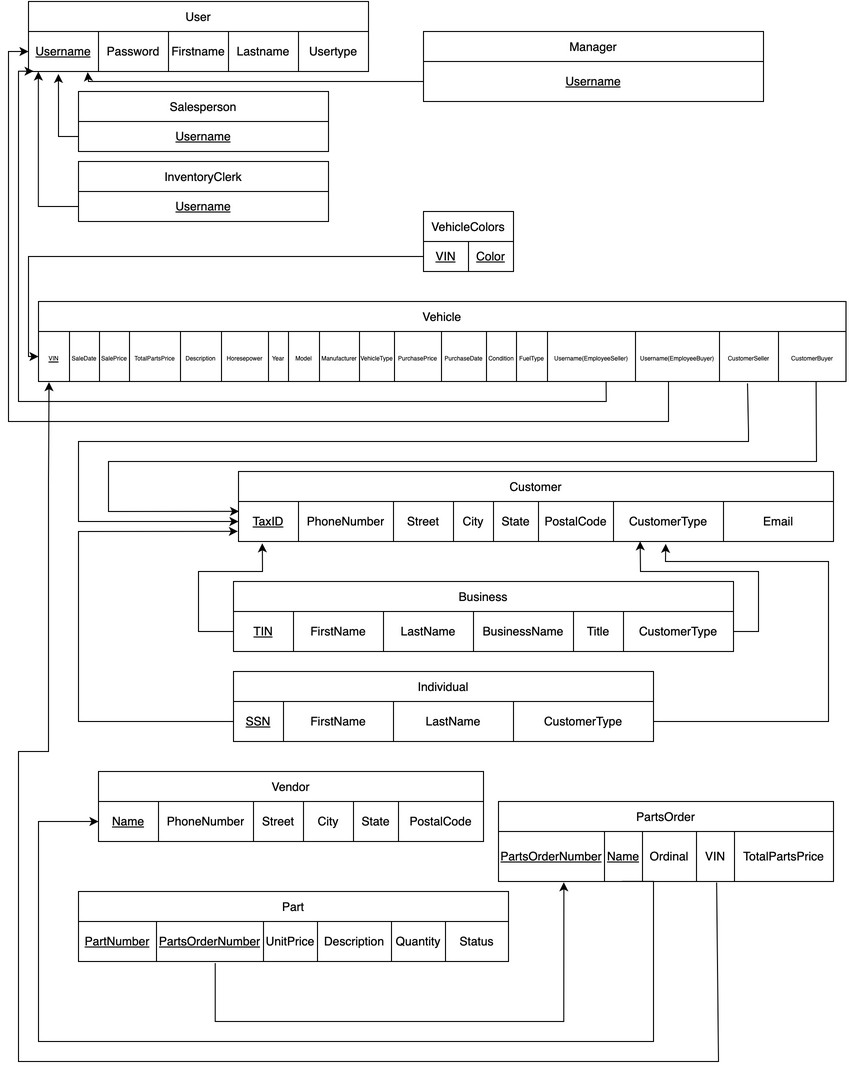 User
Username Password Firstname Lastname Usertype
Manager
Username
Salesperson
Username
InventoryClerk
Username
VehicleColors
VIN Color
Vehicle
VIN SaleDate SalePrice TotalPartsPrice Description Horesepower Year Model Manufacturer VehicleType PurchasePrice PurchaseDate Condition FuelType Username(EmployeeSeller) Username(EmployeeBuyer) CustomerSeller CustomerBuyer
Customer
TaxID PhoneNumber Street City State PostalCode CustomerType Email
Business
TIN FirstName LastName BusinessName Title CustomerType
Individual
SSN FirstName LastName CustomerType
Vendor
Name PhoneNumber Street City State PostalCode
PartsOrder
PartsOrderNumber Name Ordinal VIN TotalPartsPrice
Part
PartNumber PartsOrderNumber UnitPrice Description Quantity Status